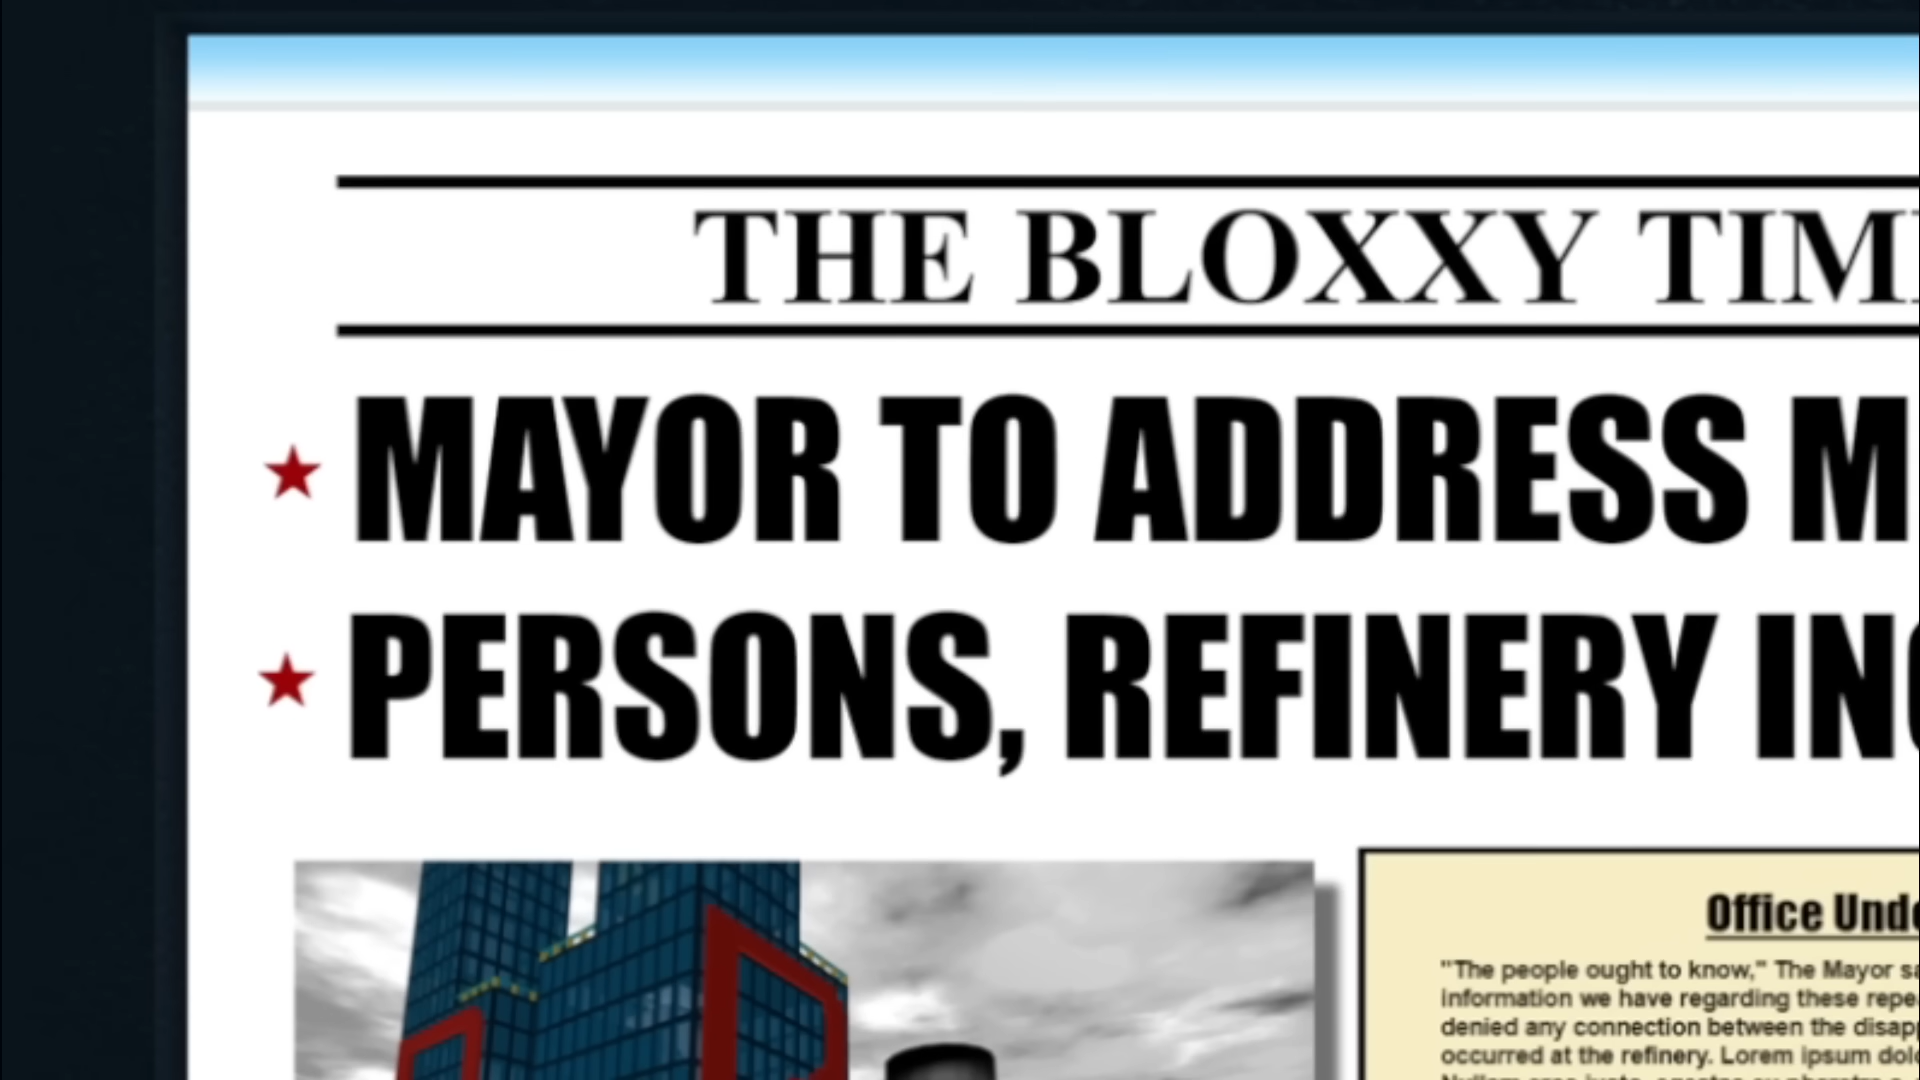 THE BLOXXY TIM
MAYOR TO ADDRESS M
PERSONS, REFINERY INC
Office Unde
"The people ought to know," The Mayor sa
information we have regarding these repe
denied any connection between the disap
occurred at the refinery. Lorem ipsum dol